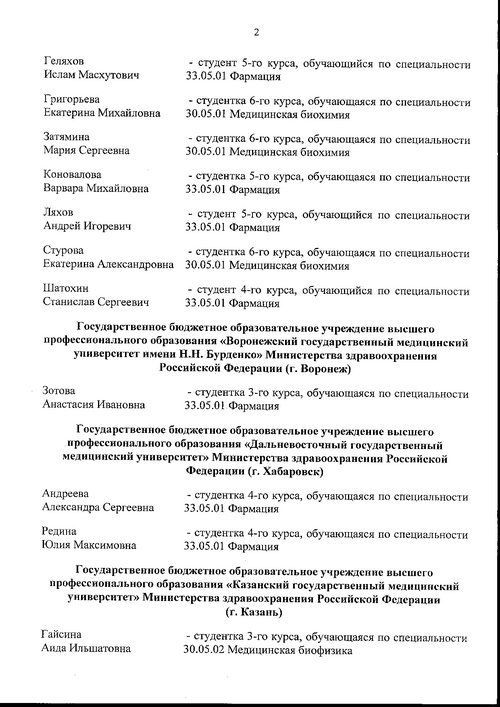 2
Геляхов - студент 5-го курса, обучающийся по специальности
Ислам Масхутович 33.05.01 Фармация
Григорьева - студентка 6-го курса, обучающаяся по специальности
Екатерина Михайловна 30.05.01 Медицинская биохимия
Затямина - студентка 6-го курса, обучающаяся по специальности
Мария Сергеевна 30.05.01 Медицинская биохимия
Коновалова - студентка 5-го курса, обучающаяся по специальности
Варвара Михайловна 33.05.01 Фармация
Ляхов - студент 5-го курса, обучающийся по специальности
Андрей Игоревич 33.05.01 Фармация
Стурова - студентка 6-го курса, обучающаяся по специальности
Екатерина Александровна 30.05.01 Медицинская биохимия
Шатохин - студент 4-го курса, обучающийся по специальности
Станислав Сергеевич 33.05.01 Фармация
Государственное бюджетное образовательное учреждение высшего
профессионального образования «Воронежский государственный медицинский
университет имени Н.Н. Бурденко» Министерства здравоохранения
Российской Федерации (г. Воронеж)
Зотова - студентка 3-го курса, обучающаяся по специальности
Анастасия Ивановна 33.05.01 Фармация
Государственное бюджетное образовательное учреждение высшего
профессионального образования «Дальневосточный государственный
медицинский университет» Министерства здравоохранения Российской
Федерации (г. Хабаровск)
Андреева - студентка 4-го курса, обучающаяся по специальности
Александра Сергеевна 33.05.01 Фармация
Редина - студентка 4-го курса, обучающаяся по специальности
Юлия Максимовна 33.05.01 Фармация
Государственное бюджетное образовательное учреждение высшего
профессионального образования «Казанский государственный медицинский
университет» Министерства здравоохранения Российской Федерации
(г. Казань)
Гайсина - студентка 3-го курса, обучающаяся по специальности
Аида Ильшатовна 30.05.02 Медицинская биофизика